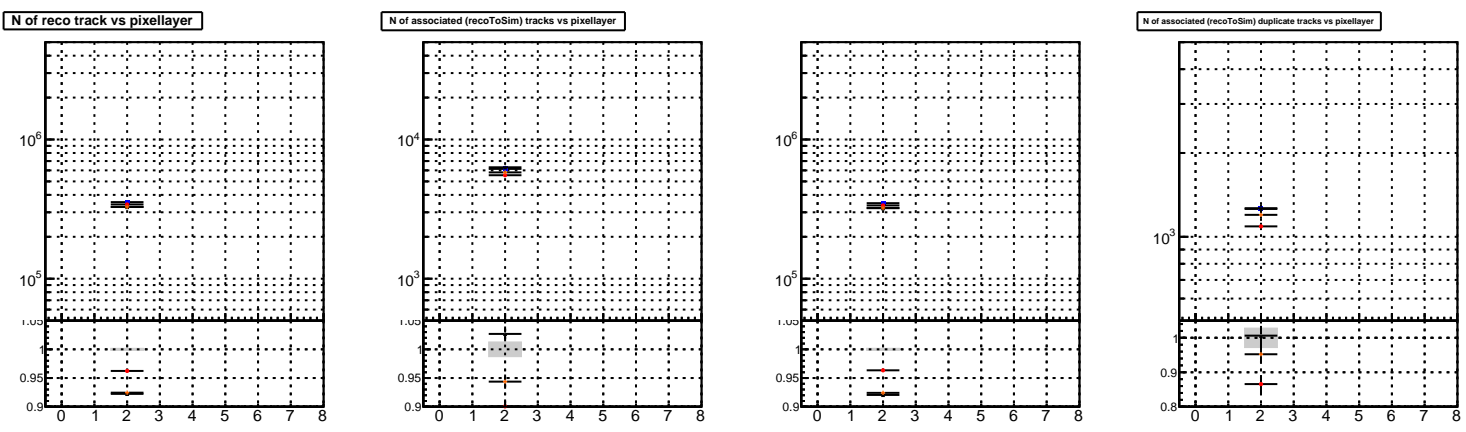 N of reco track vs pixellayer
N of associated (recoToSim) tracks vs pixellayer
N of associated (recoToSim) duplicate tracks vs pixellayer
10^6 10^4 10^6
10^3
10^5 10^3 10^5
1.05 1.05 1.05
1 1 1 1
0.95 0.95 0.95 0.9
0.9 0.9 0.9 0.8
0 1 2 3 4 5 6 7 8 0 1 2 3 4 5 6 7 8 0 1 2 3 4 5 6 7 8 0 1 2 3 4 5 6 7 8